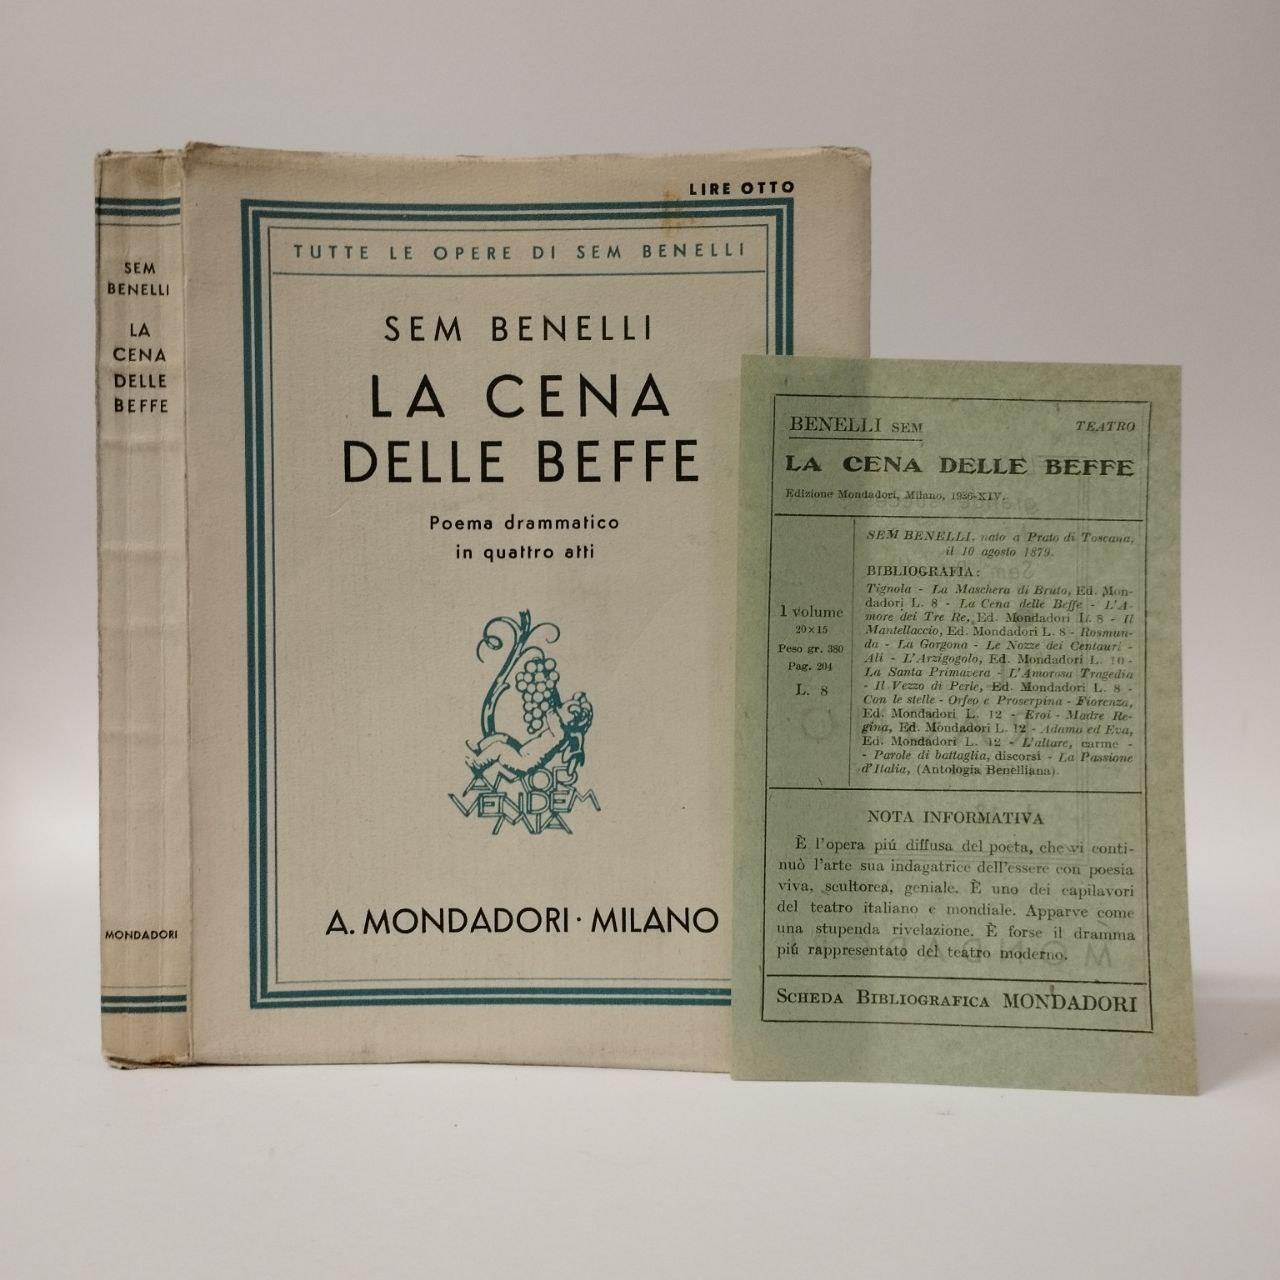 SEM
BENELLI
LA
CENA
DELLE
BEFFE
MONDADORI
LIRE OTTO
TUTTE LE OPERE DI SEM BENELLI
SEM BENELLI
LA CENA
DELLE BEFFE
Poema drammatico
in quattro atti
AMOR
VENDEM
MIA
A. MONDADORI · MILANO
BENELLI SEM TEATRO
LA CENA DELLE BEFFE
Edizione Mondadori, Milano, 1936-XIV.
1 volume
20×15
Peso gr. 380
Pag. 204
L. 8
SEM BENELLI, nato a Prato di Toscana,
il 10 agosto 1879.
BIBLIOGRAFIA:
Tignola - La Maschera di Bruto, Ed. Mon-
dadori L. 8 - La Cena delle Beffe - L'A-
more dei Tre Re, Ed. Mondadori L. 8 - Il
Mantellaccio, Ed. Mondadori L. 8 - Rosmun-
da - La Gorgona - Le Nozze dei Centauri -
Ali - L'Arzigogolo, Ed. Mondadori L. 10 -
La Santa Primavera - L'Amorosa Tragedia
- Il Vezzo di Perle, Ed. Mondadori L. 8 -
Con le stelle - Orfeo e Proserpina - Fiorenza,
Ed. Mondadori L. 12 - Eroi - Madre Re-
gina, Ed. Mondadori L. 12 - Adamo ed Eva,
Ed. Mondadori L. 12 - L'altare, carme -
- Parole di battaglia, discorsi - La Passione
d'Italia, (Antologia Benelliana).
NOTA INFORMATIVA
È l'opera piú diffusa del poeta, che vi conti-
nuò l'arte sua indagatrice dell'essere con poesia
viva, scultorea, geniale. È uno dei capilavori
del teatro italiano e mondiale. Apparve come
una stupenda rivelazione. È forse il dramma
piú rappresentato del teatro moderno.
SCHEDA BIBLIOGRAFICA MONDADORI